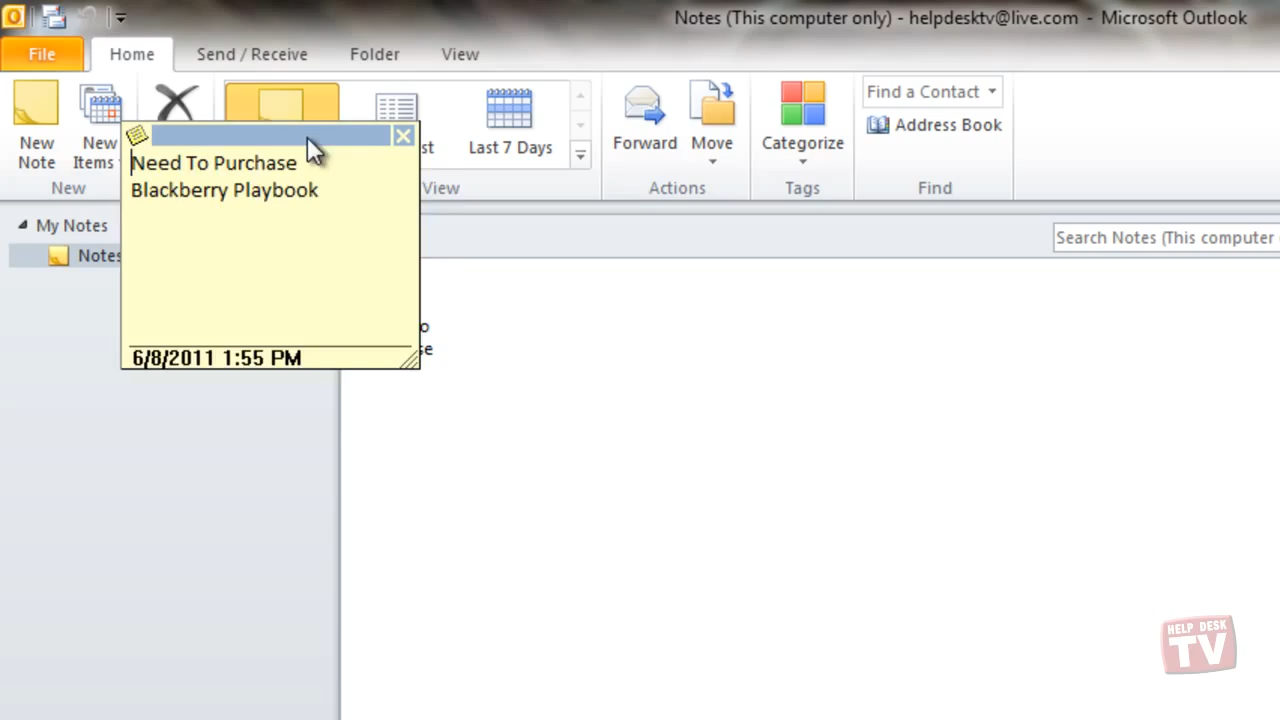 Notes (This computer only) - helpdesktv@live.com - Microsoft Outlook
File
Home
Send / Receive
Folder
View
New
Note
New
Items
Last 7 Days
Forward
Move
Categorize
Find a Contact
Address Book
New
View
Actions
Tags
Find
Need To Purchase
Blackberry Playbook
6/8/2011 1:55 PM
My Notes
Notes
Search Notes (This computer
HELP DESK
TV